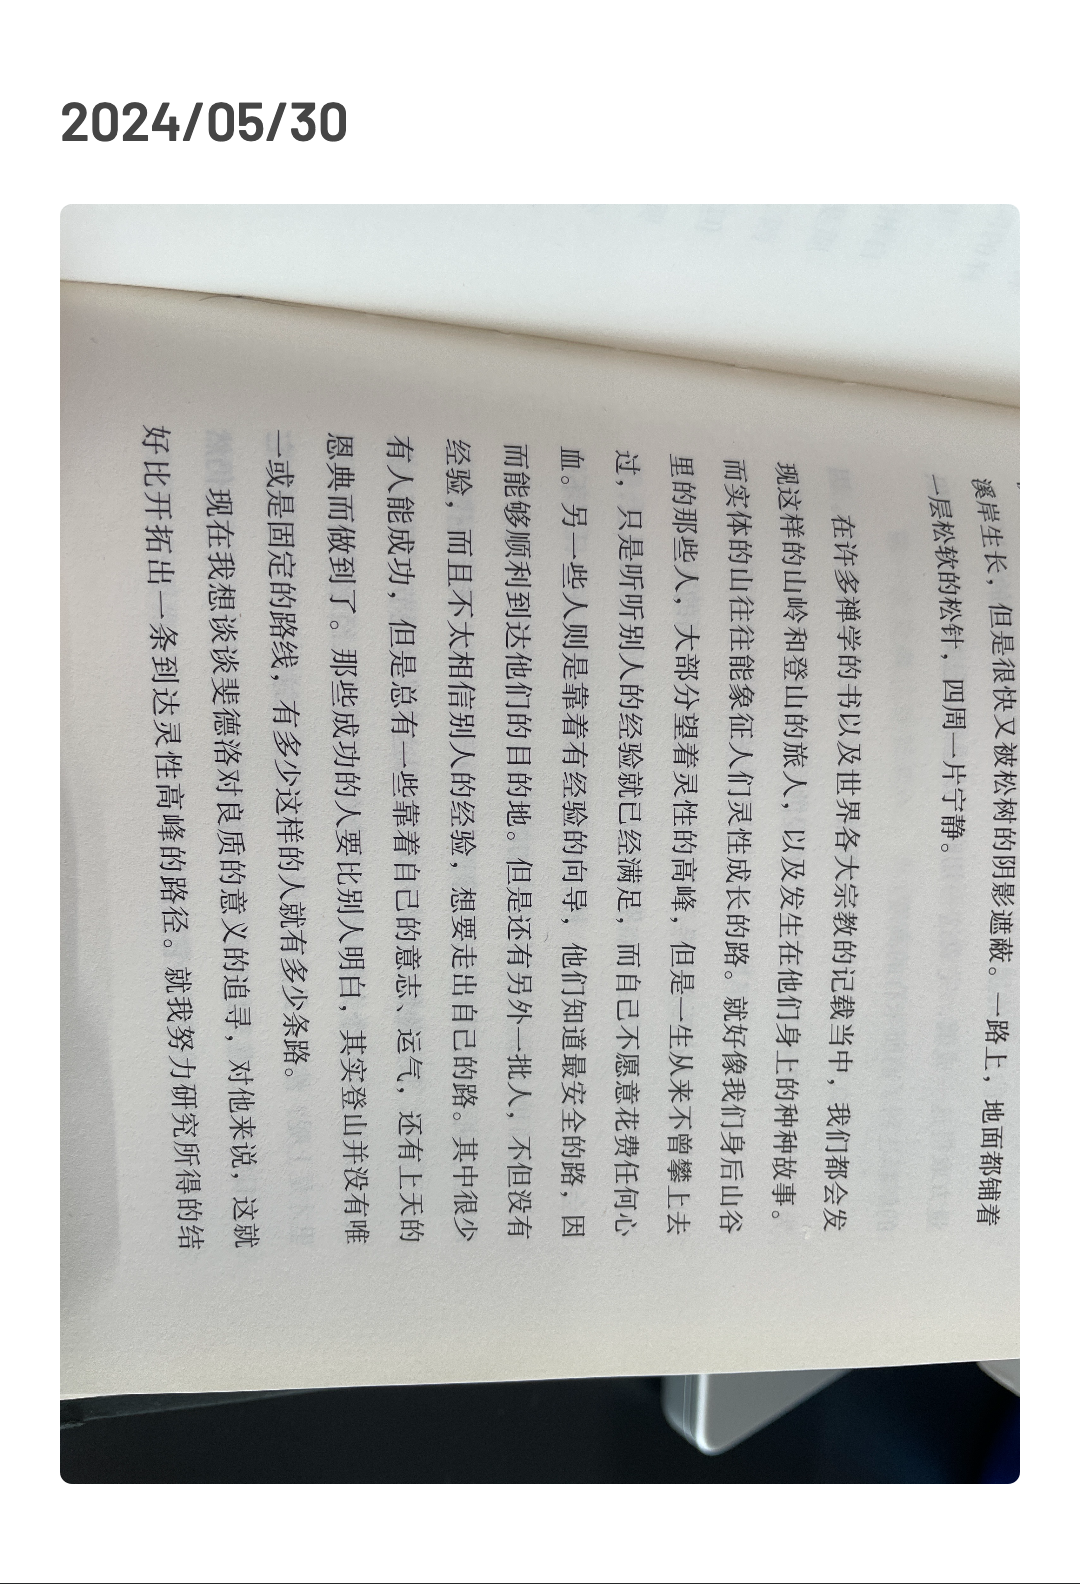 2024/05/30
溪岸生长，但是很快又被松树的阴影遮蔽。一路上，地面都铺着
一层松软的松针，四周一片宁静。
在许多禅学的书以及世界各大宗教的记载当中，我们都会发
现这样的山岭和登山的旅人，以及发生在他们身上的种种故事。
而实体的山往往能象征人们灵性成长的路。就好像我们身后山谷
里的那些人，大部分望着灵性的高峰，但是一生从来不曾攀上去
过，只是听听别人的经验就已经满足，而自己不愿意花费任何心
血。另一些人则是靠着有经验的向导，他们知道最安全的路，因
而能够顺利到达他们的目的地。但是还有另外一批人，不但没有
经验，而且不太相信别人的经验，想要走出自己的路。其中很少
有人能成功，但是总有一些靠着自己的意志、运气，还有上天的
恩典而做到了。那些成功的人要比别人明白，其实登山并没有唯
一或是固定的路线，有多少这样的人就有多少条路。
现在我想谈谈斐德洛对良质的意义的追寻，对他来说，这就
好比开拓出一条到达灵性高峰的路径。就我努力研究所得的结